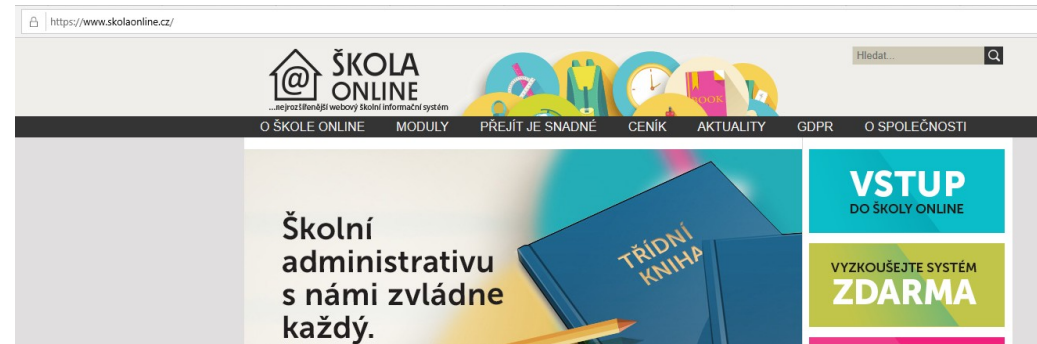 https://www.skolaonline.cz/
ŠKOLA
ONLINE
...nejrozšířenější webový školní informační systém
Hledat...
BOOK
O ŠKOLE ONLINE MODULY PŘEJÍT JE SNADNÉ CENÍK AKTUALITY GDPR O SPOLEČNOSTI
Školní
administrativu
s námi zvládne
každý.
TŘÍDNÍ
KNIHA
VSTUP
DO ŠKOLY ONLINE
VYZKOUŠEJTE SYSTÉM
ZDARMA